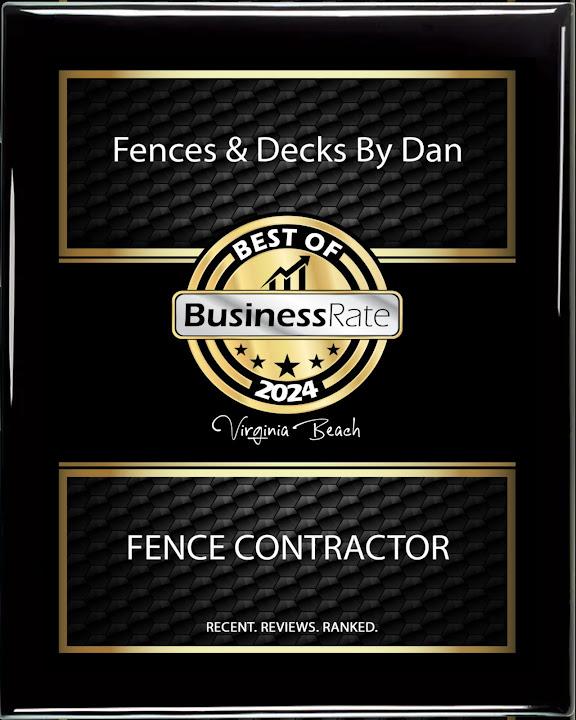 Fences & Decks By Dan
BEST OF
BusinessRate
2024
Virginia Beach
FENCE CONTRACTOR
RECENT. REVIEWS. RANKED.